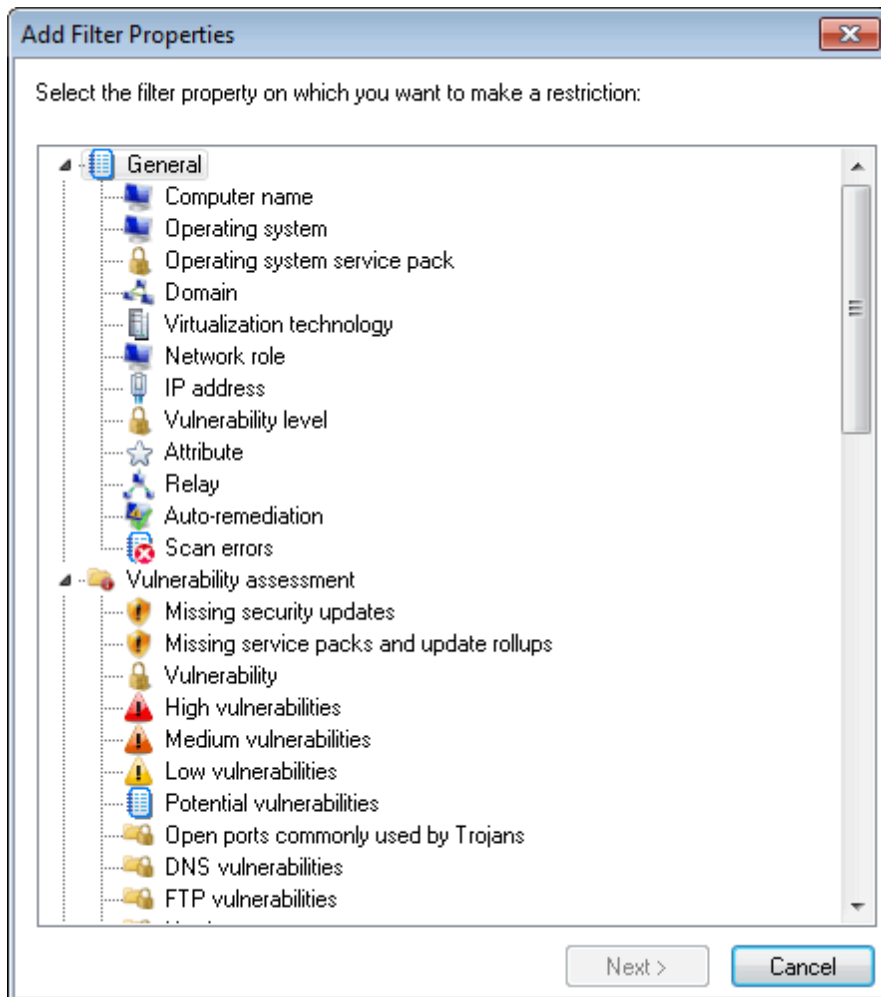 Add Filter Properties
Select the filter property on which you want to make a restriction:
General
Computer name
Operating system
Operating system service pack
Domain
Virtualization technology
Network role
IP address
Vulnerability level
Attribute
Relay
Auto-remediation
Scan errors
Vulnerability assessment
Missing security updates
Missing service packs and update rollups
Vulnerability
High vulnerabilities
Medium vulnerabilities
Low vulnerabilities
Potential vulnerabilities
Open ports commonly used by Trojans
DNS vulnerabilities
FTP vulnerabilities
Next >
Cancel